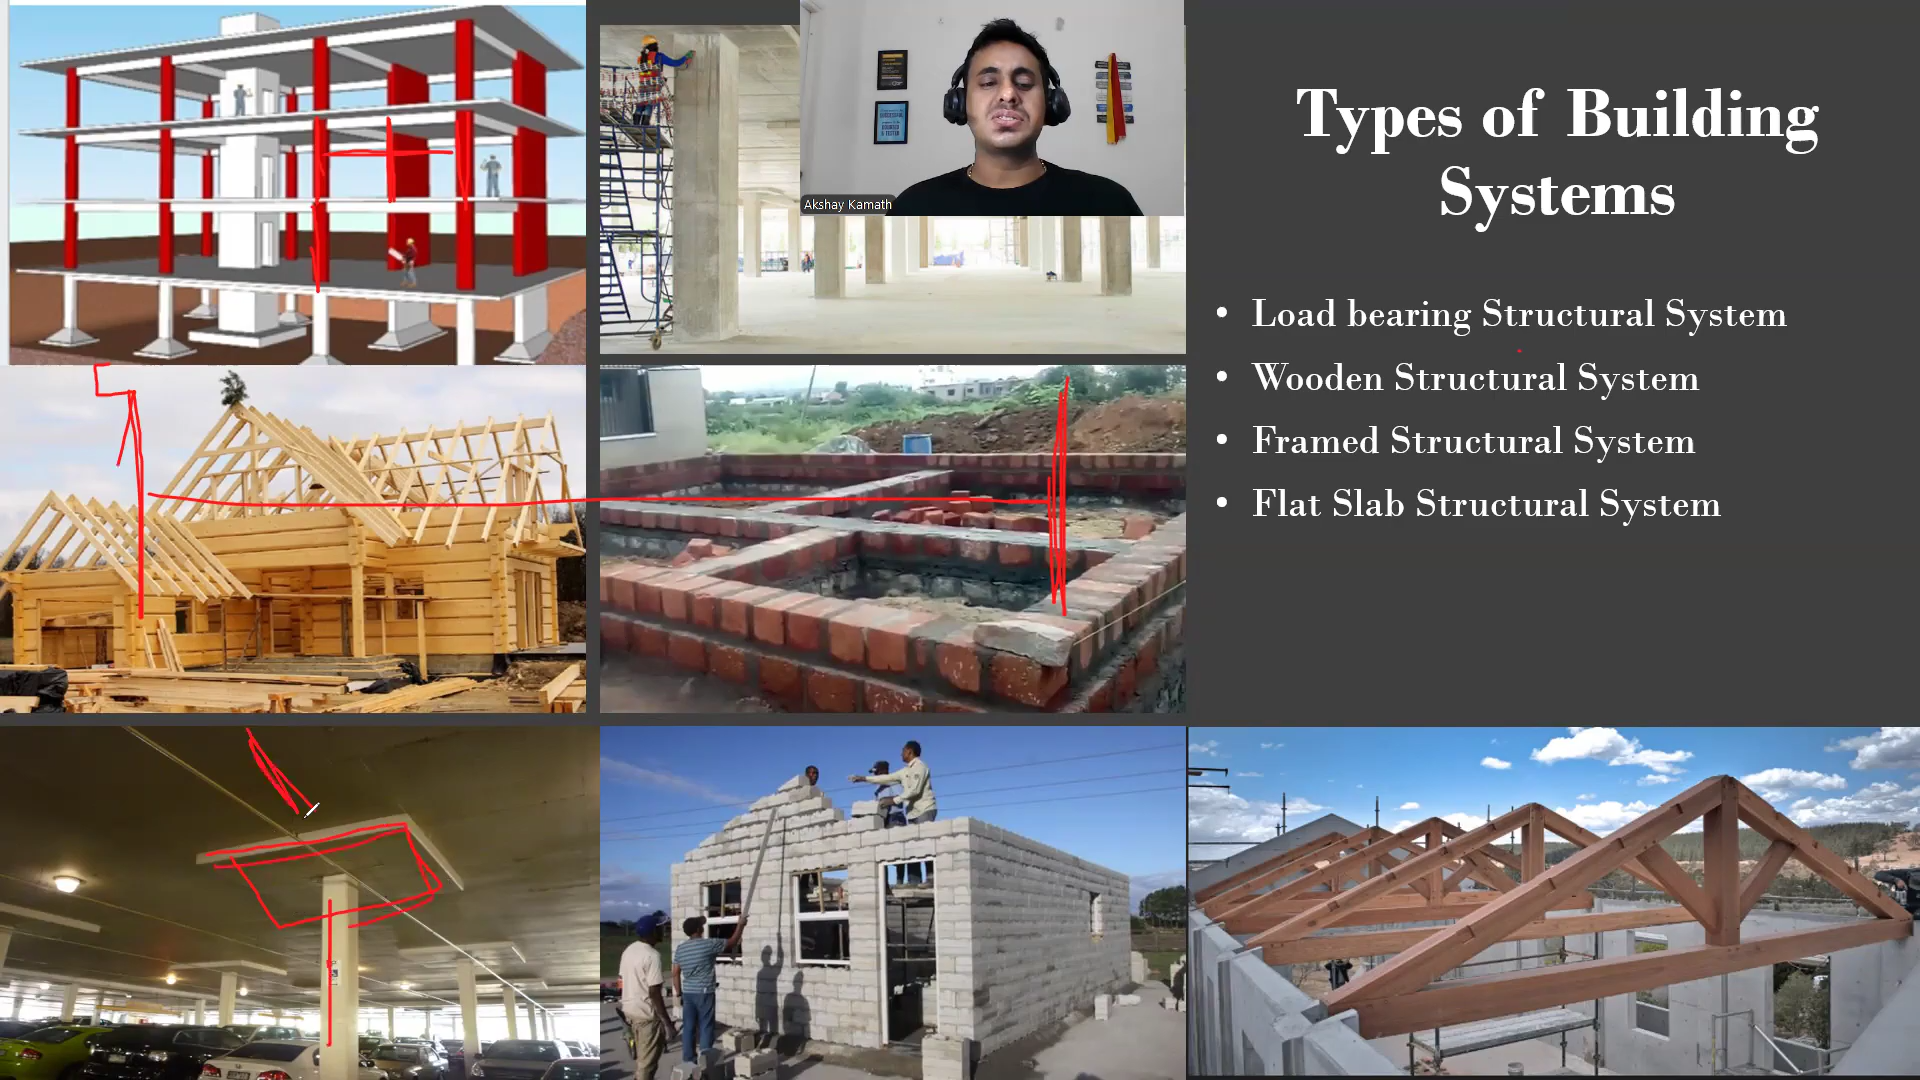 Akshay Kamath
Types of Building
Systems
• Load bearing Structural System
• Wooden Structural System
• Framed Structural System
• Flat Slab Structural System